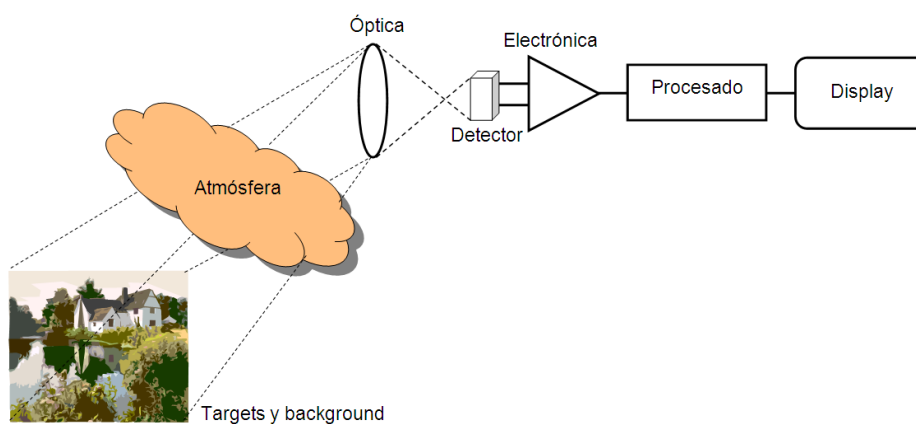 Óptica
Electrónica
Procesado
Display
Detector
Atmósfera
Targets y background